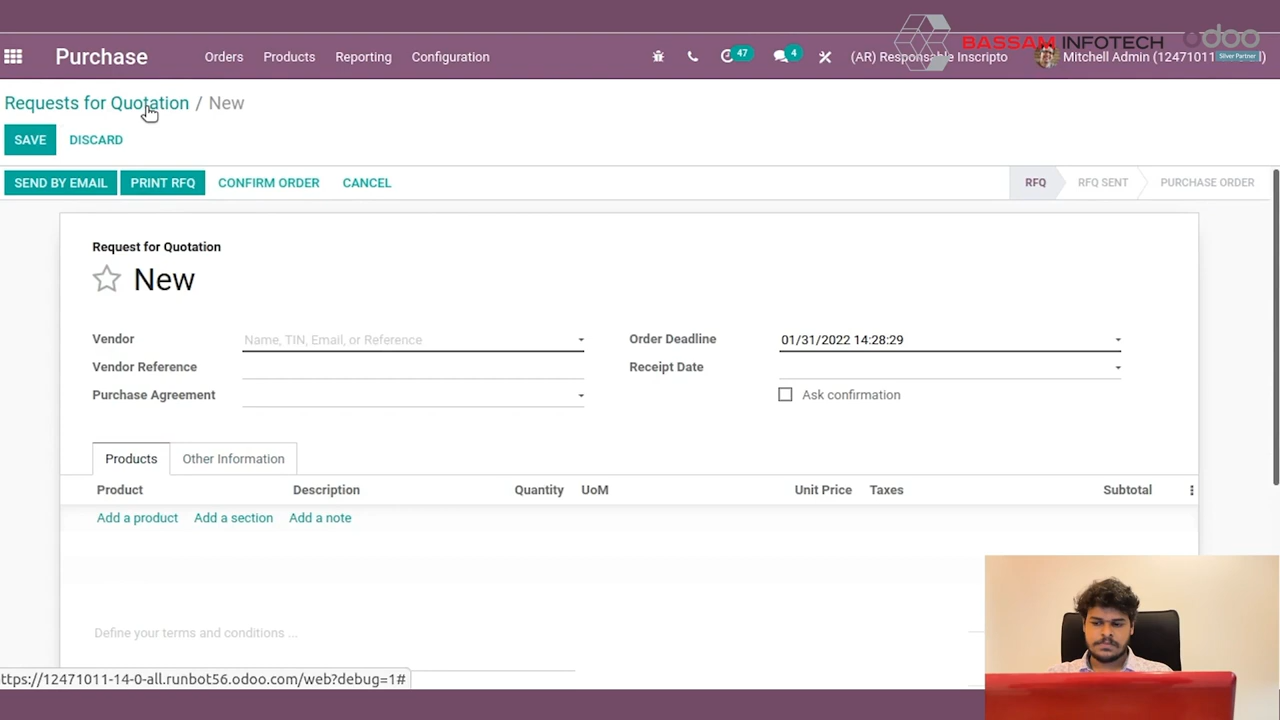 Purchase
Orders
Products
Reporting
Configuration
47
4
(AR) Responsable Inscripto
Mitchell Admin (12471011
BASSAM INFOTECH
odoo
Silver Partner
Requests for Quotation / New
SAVE
DISCARD
SEND BY EMAIL
PRINT RFQ
CONFIRM ORDER
CANCEL
RFQ
RFQ SENT
PURCHASE ORDER
Request for Quotation
New
Vendor
Name, TIN, Email, or Reference
Order Deadline
01/31/2022 14:28:29
Vendor Reference
Receipt Date
Purchase Agreement
Ask confirmation
Products
Other Information
Product
Description
Quantity
UoM
Unit Price
Taxes
Subtotal
Add a product
Add a section
Add a note
Define your terms and conditions ...
ttps://12471011-14-0-all.runbot56.odoo.com/web?debug=1#